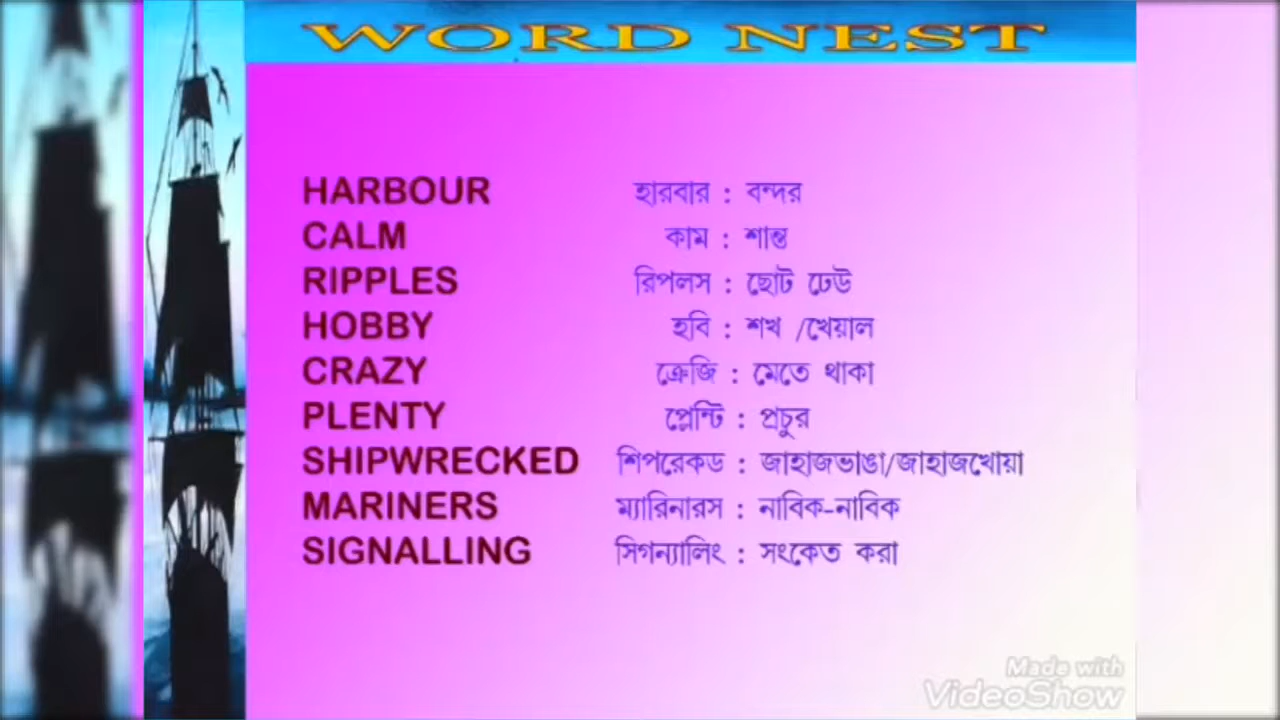 WORD NEST
HARBOUR হারবার : বন্দর
CALM কাম : শান্ত
RIPPLES রিপলস : ছোট ঢেউ
HOBBY হবি : শখ /খেয়াল
CRAZY ক্রেজি : মেতে থাকা
PLENTY প্লেন্টি : প্রচুর
SHIPWRECKED শিপরেকড : জাহাজভাঙা/জাহাজখোয়া
MARINERS ম্যারিনারস : নাবিক-নাবিক
SIGNALLING সিগন্যালিং : সংকেত করা
Made with
VideoShow